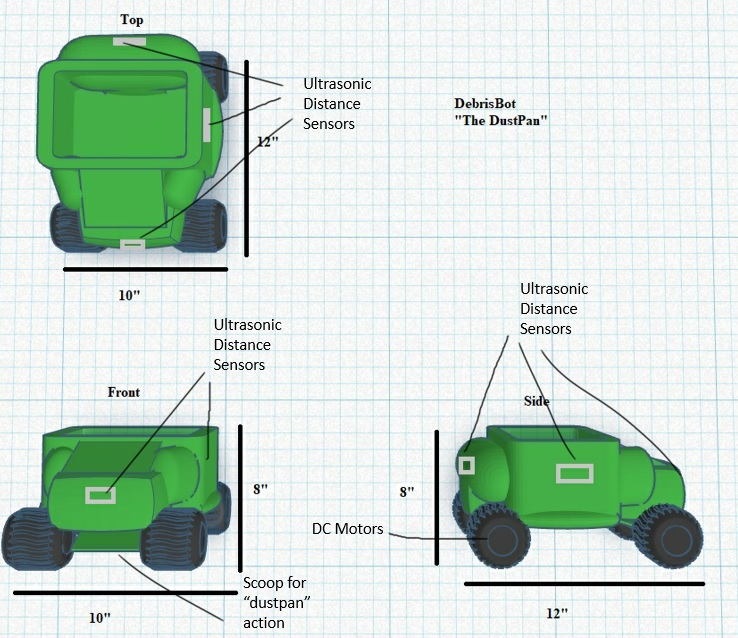 Top
Ultrasonic
Distance
Sensors
DebrisBot
"The DustPan"
12"
10"
Ultrasonic
Distance
Sensors
Ultrasonic
Distance
Sensors
Front
Side
8"
8"
DC Motors
Scoop for
“dustpan”
action
10"
12"